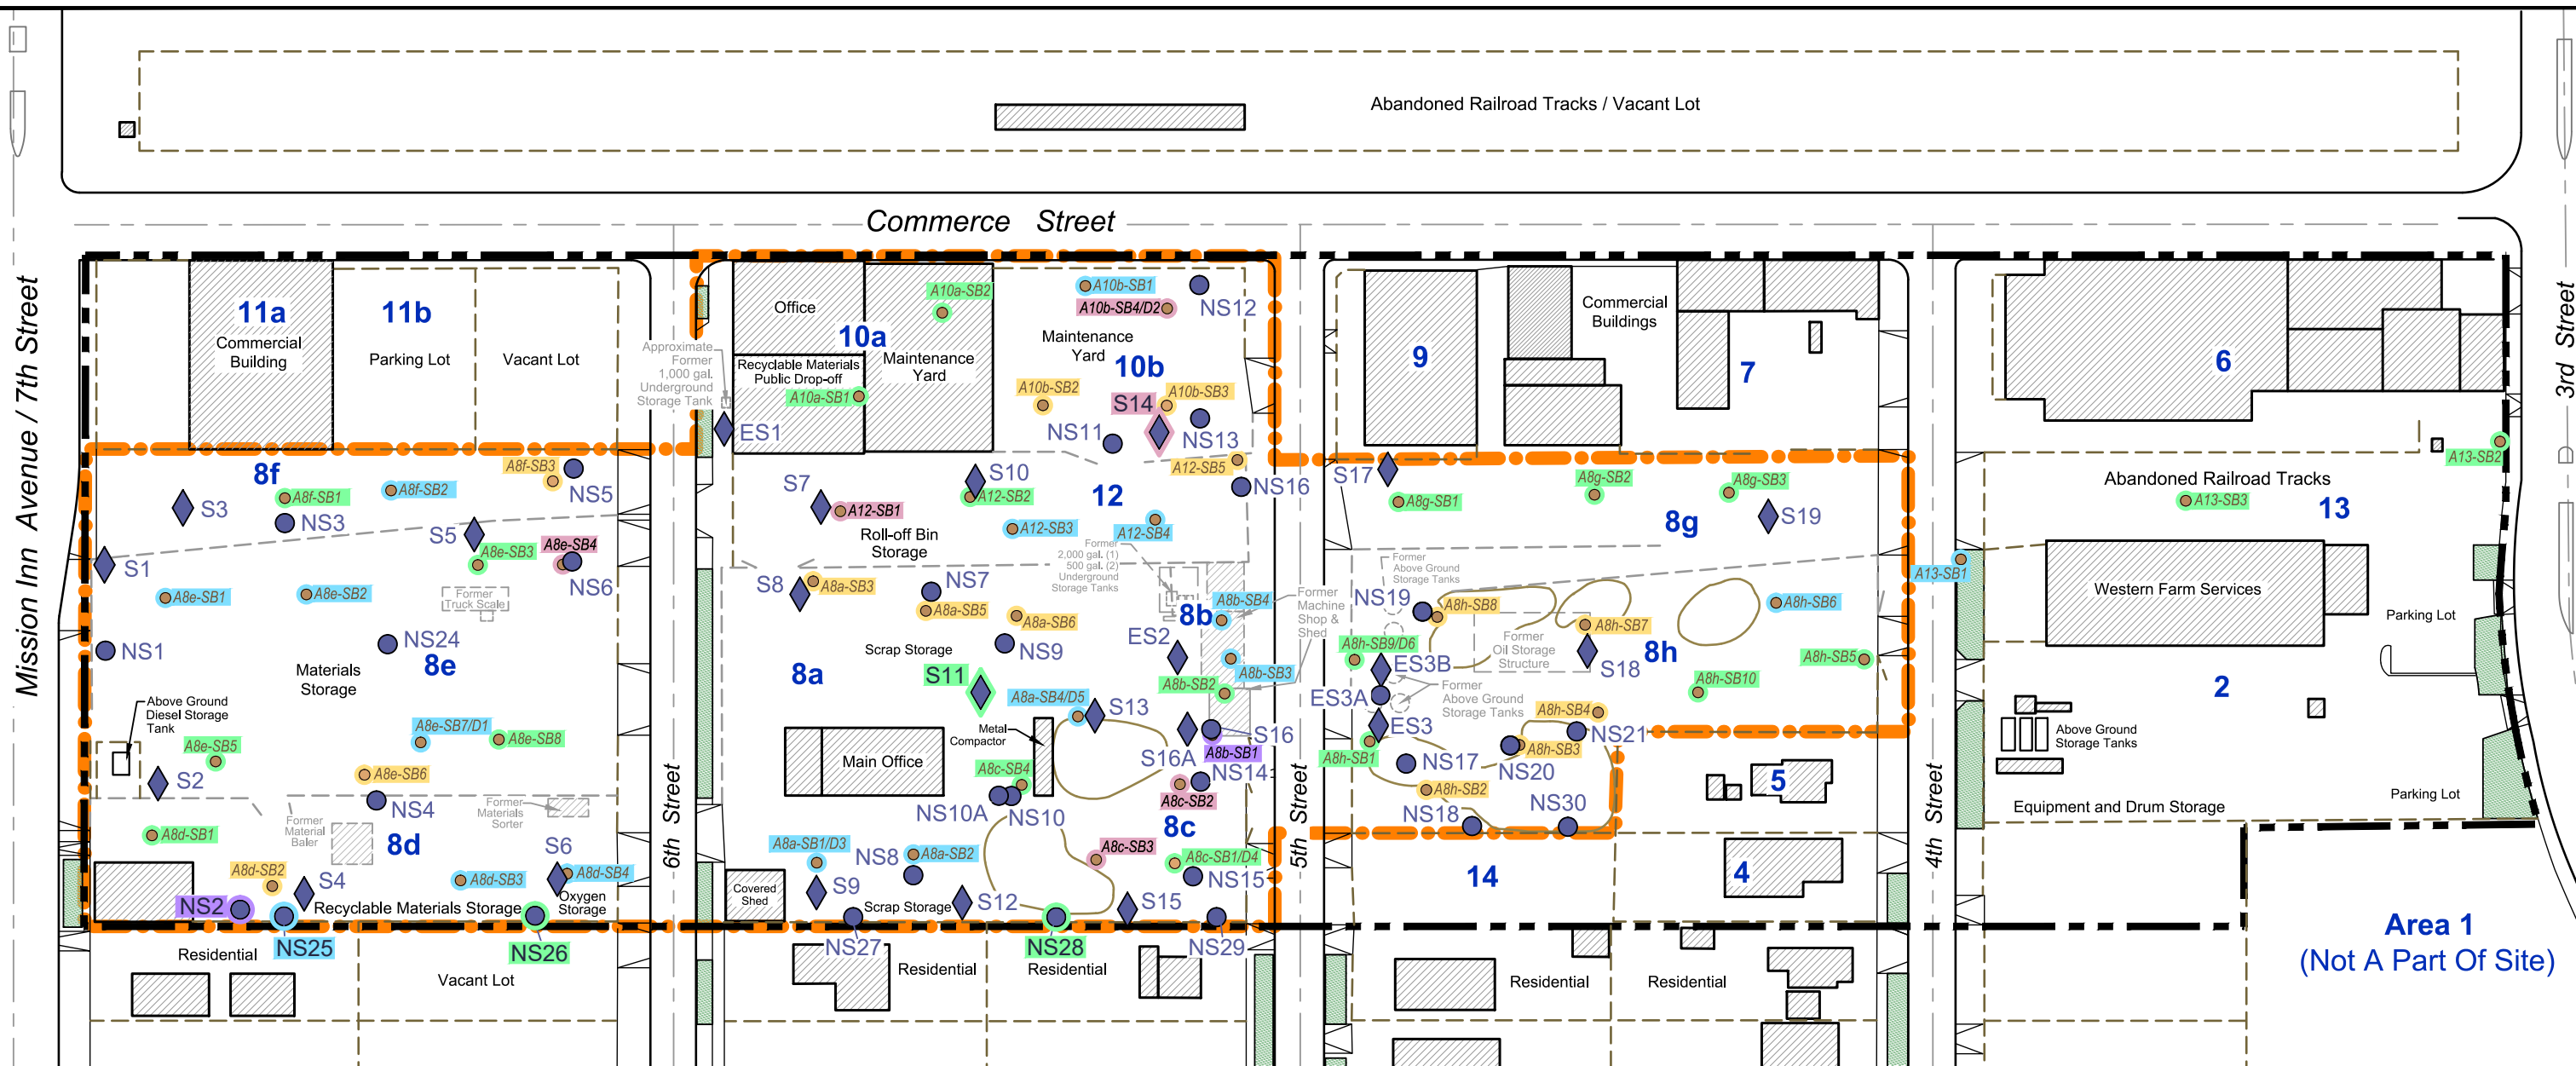 Abandoned Railroad Tracks / Vacant Lot
Commerce Street
Mission Inn Avenue / 7th Street
3rd Street
6th Street
5th Street
4th Street
11a
Commercial
Building
11b
Parking Lot
Vacant Lot
8f
A8f-SB1
A8f-SB2
A8f-SB3
NS5
S3
NS3
S5
S1
A8e-SB3
A8e-SB4
NS6
A8e-SB1
A8e-SB2
Former
Truck Scale
NS1
NS24
8e
Materials
Storage
Above Ground
Diesel Storage
Tank
A8e-SB5
A8e-SB7/D1
A8e-SB8
S2
A8e-SB6
NS4
Former
Materials
Sorter
Former
Material
Baler
A8d-SB1
8d
A8d-SB2
S4
A8d-SB3
S6
A8d-SB4
Oxygen
Storage
NS2
Recyclable Materials Storage
NS25
NS26
Residential
Vacant Lot
Approximate
Former
1,000 gal.
Underground
Storage Tank
ES1
Office
10a
Recyclable Materials
Public Drop-off
Maintenance
Yard
A10a-SB2
A10a-SB1
A10b-SB1
A10b-SB4/D2
NS12
Maintenance
Yard
10b
A10b-SB2
A10b-SB3
S14
NS11
NS13
A12-SB5
NS16
S7
A12-SB1
S10
A12-SB2
12
A12-SB3
A12-SB4
Roll-off Bin
Storage
Former
2,000 gal. (1)
500 gal. (2)
Underground
Storage Tanks
S8
A8a-SB3
NS7
A8a-SB5
A8a-SB6
NS9
8b
A8b-SB4
Former
Machine
Shop &
Shed
ES2
A8b-SB3
A8b-SB2
Scrap Storage
8a
S11
A8a-SB4/D5
S13
Metal
Compactor
Main Office
S16
S16A
A8b-SB1
NS14
A8c-SB4
A8c-SB2
NS10A
NS10
8c
A8a-SB1/D3
NS8
A8a-SB2
A8c-SB3
A8c-SB1/D4
NS15
Covered
Shed
S9
Scrap Storage
S12
S15
NS27
NS28
NS29
Residential
Residential
9
Commercial
Buildings
7
S17
A8g-SB1
A8g-SB2
A8g-SB3
S19
8g
Former
Above Ground
Storage Tanks
NS19
A8h-SB8
A8h-SB7
A8h-SB6
Former
Oil Storage
Structure
8h
S18
A8h-SB9/D6
ES3B
A8h-SB5
A8h-SB10
ES3A
Former
Above Ground
Storage Tanks
ES3
A8h-SB4
NS21
A8h-SB1
A8h-SB3
NS17
NS20
A8h-SB2
NS18
NS30
5
14
4
Residential
Residential
6
A13-SB2
Abandoned Railroad Tracks
A13-SB3
13
A13-SB1
Western Farm Services
Parking Lot
2
Above Ground
Storage Tanks
Parking Lot
Equipment and Drum Storage
Area 1
(Not A Part Of Site)